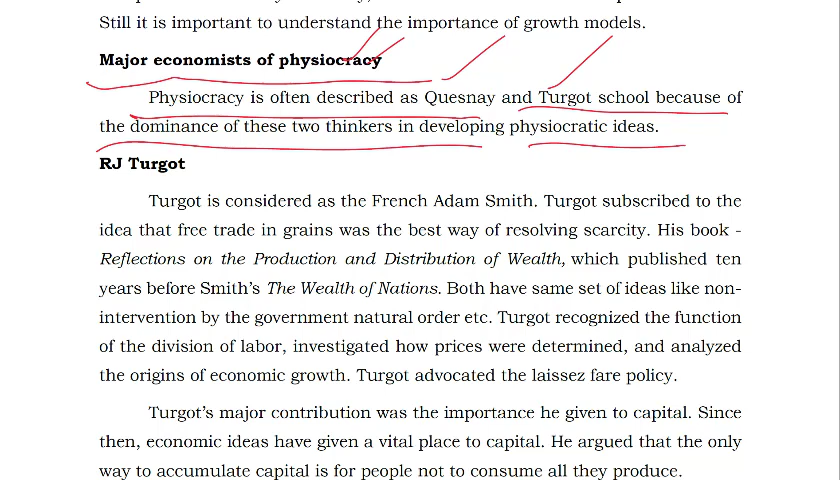 Still it is important to understand the importance of growth models.
Major economists of physiocracy
Physiocracy is often described as Quesnay and Turgot school because of
the dominance of these two thinkers in developing physiocratic ideas.
RJ Turgot
Turgot is considered as the French Adam Smith. Turgot subscribed to the
idea that free trade in grains was the best way of resolving scarcity. His book -
Reflections on the Production and Distribution of Wealth, which published ten
years before Smith's The Wealth of Nations. Both have same set of ideas like non-
intervention by the government natural order etc. Turgot recognized the function
of the division of labor, investigated how prices were determined, and analyzed
the origins of economic growth. Turgot advocated the laissez fare policy.
Turgot's major contribution was the importance he given to capital. Since
then, economic ideas have given a vital place to capital. He argued that the only
way to accumulate capital is for people not to consume all they produce.